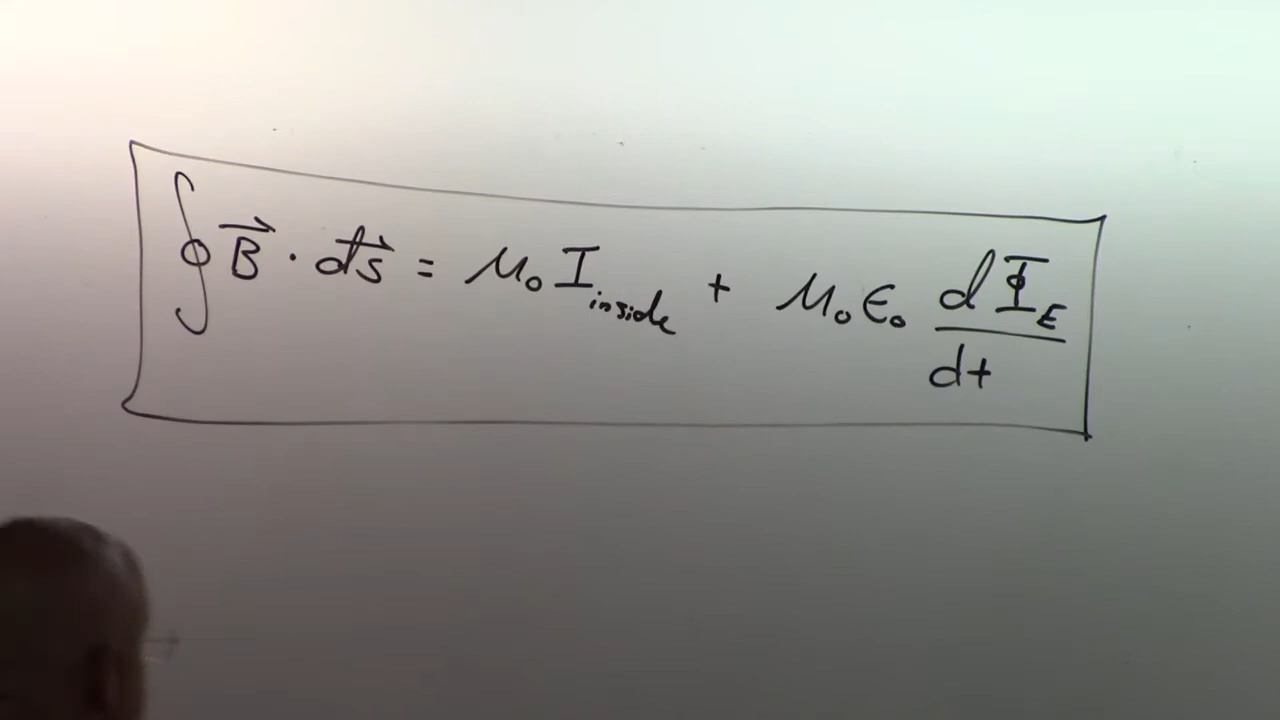 ∮ B⃗ · ds⃗ = μ₀ I_inside + μ₀ ϵ₀ dΦ_E / dt